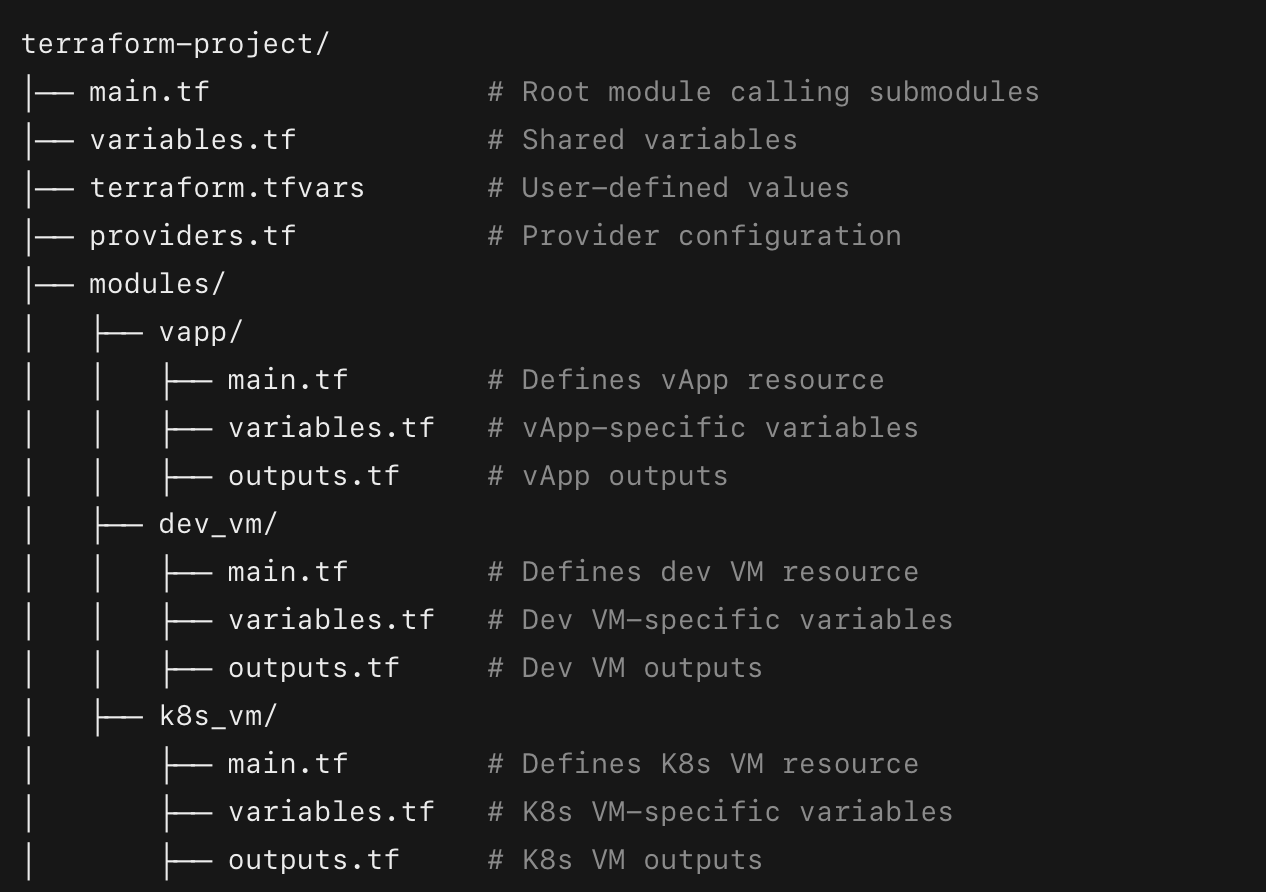 terraform-project/
│── main.tf                # Root module calling submodules
│── variables.tf           # Shared variables
│── terraform.tfvars       # User-defined values
│── providers.tf           # Provider configuration
│── modules/
│   ├── vapp/
│   │   ├── main.tf        # Defines vApp resource
│   │   ├── variables.tf   # vApp-specific variables
│   │   ├── outputs.tf     # vApp outputs
│   ├── dev_vm/
│   │   ├── main.tf        # Defines dev VM resource
│   │   ├── variables.tf   # Dev VM-specific variables
│   │   ├── outputs.tf     # Dev VM outputs
│   ├── k8s_vm/
│       ├── main.tf        # Defines K8s VM resource
│       ├── variables.tf   # K8s VM-specific variables
│       ├── outputs.tf     # K8s VM outputs